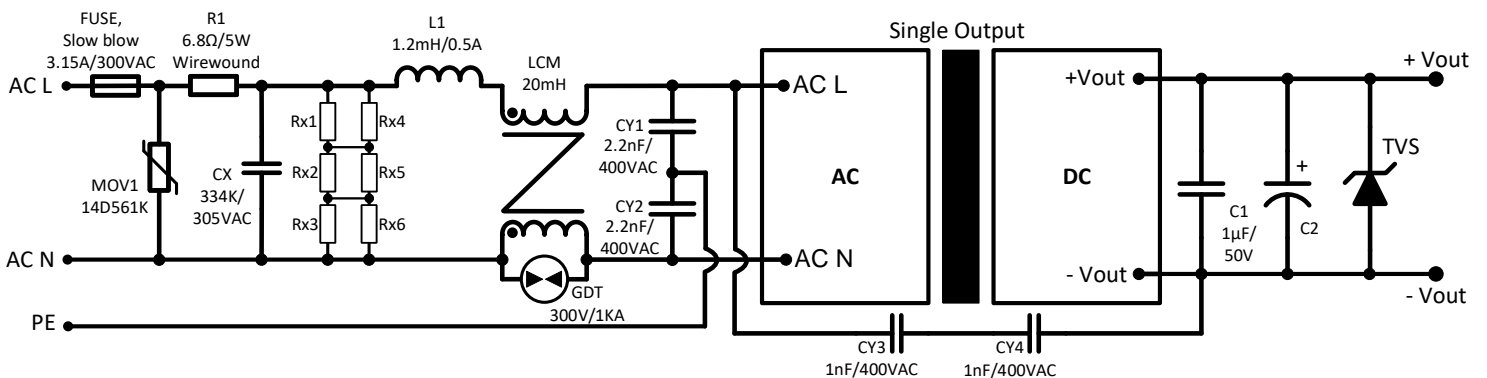 FUSE,
Slow blow
3.15A/300VAC
R1
6.8Ω/5W
Wirewound
L1
1.2mH/0.5A
LCM
20mH
Single Output
AC L
AC L
+Vout
+ Vout
Rx1
Rx4
CY1
2.2nF/
400VAC
TVS
MOV1
14D561K
CX
334K/
305VAC
Rx2
Rx5
AC
DC
+
C1
1µF/
50V
C2
Rx3
Rx6
CY2
2.2nF/
400VAC
AC N
AC N
- Vout
- Vout
GDT
300V/1KA
PE
CY3
1nF/400VAC
CY4
1nF/400VAC